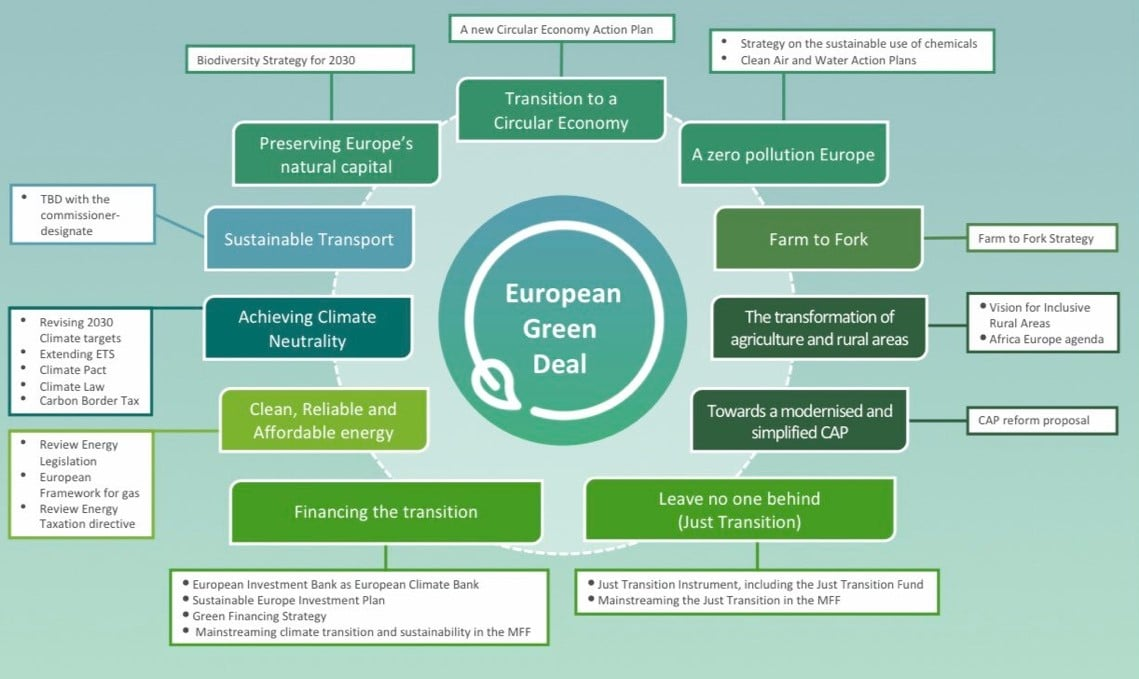 A new Circular Economy Action Plan
Biodiversity Strategy for 2030
• Strategy on the sustainable use of chemicals
• Clean Air and Water Action Plans
Transition to a
Circular Economy
Preserving Europe's
natural capital
A zero pollution Europe
• TBD with the
commissioner-
designate
Sustainable Transport
Farm to Fork
Farm to Fork Strategy
European
Green
Deal
Achieving Climate
Neutrality
• Revising 2030
Climate targets
• Extending ETS
• Climate Pact
• Climate Law
• Carbon Border Tax
The transformation of
agriculture and rural areas
• Vision for Inclusive
Rural Areas
• Africa Europe agenda
Clean, Reliable and
Affordable energy
• Review Energy
Legislation
• European
Framework for gas
• Review Energy
Taxation directive
Towards a modernised and
simplified CAP
CAP reform proposal
Financing the transition
• European Investment Bank as European Climate Bank
• Sustainable Europe Investment Plan
• Green Financing Strategy
• Mainstreaming climate transition and sustainability in the MFF
Leave no one behind
(Just Transition)
• Just Transition Instrument, including the Just Transition Fund
• Mainstreaming the Just Transition in the MFF